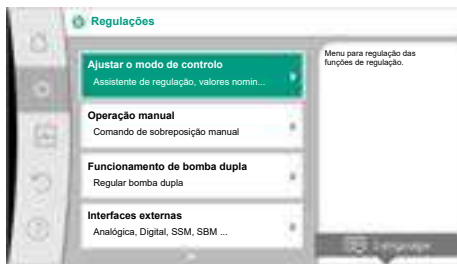 Regulações
Ajustar o modo de controlo
Assistente de regulação, valores nomin...
Menu para regulação das
funções de regulação.
Operação manual
Comando de sobreposição manual
Funcionamento de bomba dupla
Regular bomba dupla
Interfaces externas
Analógica, Digital, SSM, SBM ...